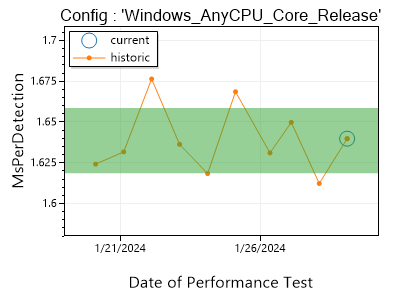 Config : 'Windows_AnyCPU_Core_Release'
current
historic
MsPerDetection
1.7
1.675
1.65
1.625
1.6
1/21/2024
1/26/2024
Date of Performance Test